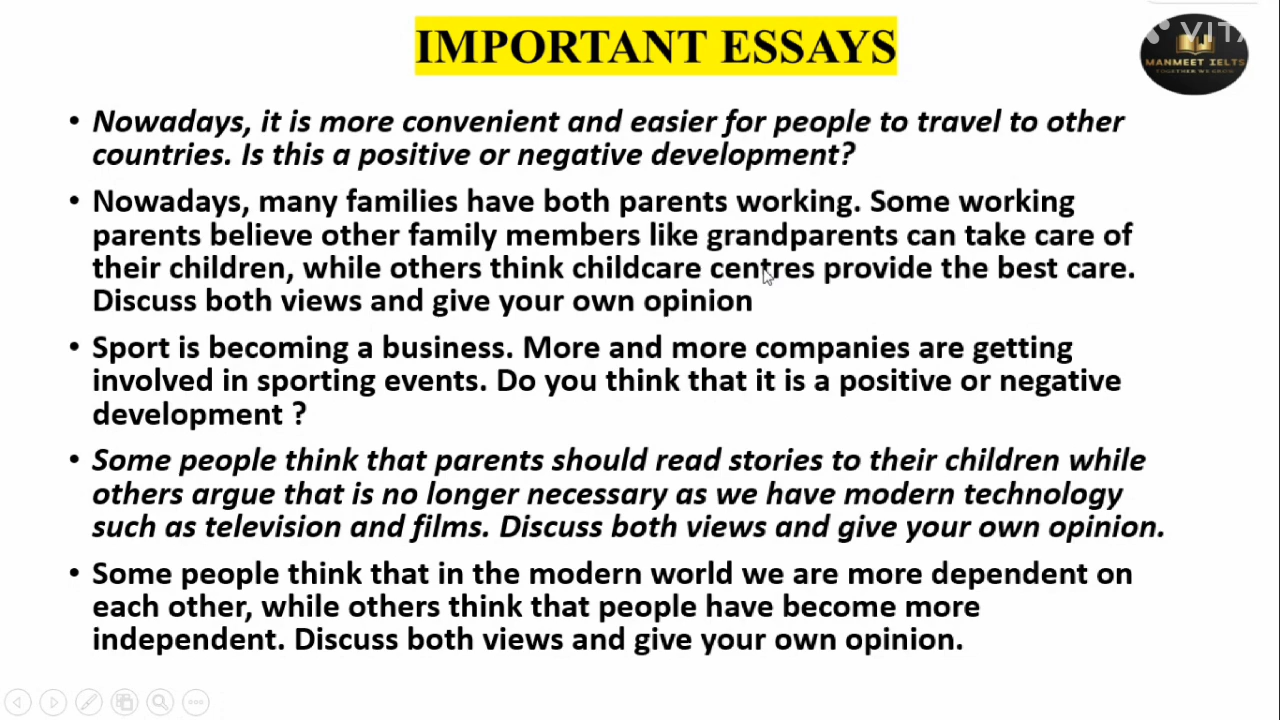 IMPORTANT ESSAYS
VITA
MANMEET IELTS
TOGETHER WE GROW
• Nowadays, it is more convenient and easier for people to travel to other
countries. Is this a positive or negative development?
• Nowadays, many families have both parents working. Some working
parents believe other family members like grandparents can take care of
their children, while others think childcare centres provide the best care.
Discuss both views and give your own opinion
• Sport is becoming a business. More and more companies are getting
involved in sporting events. Do you think that it is a positive or negative
development ?
• Some people think that parents should read stories to their children while
others argue that is no longer necessary as we have modern technology
such as television and films. Discuss both views and give your own opinion.
• Some people think that in the modern world we are more dependent on
each other, while others think that people have become more
independent. Discuss both views and give your own opinion.